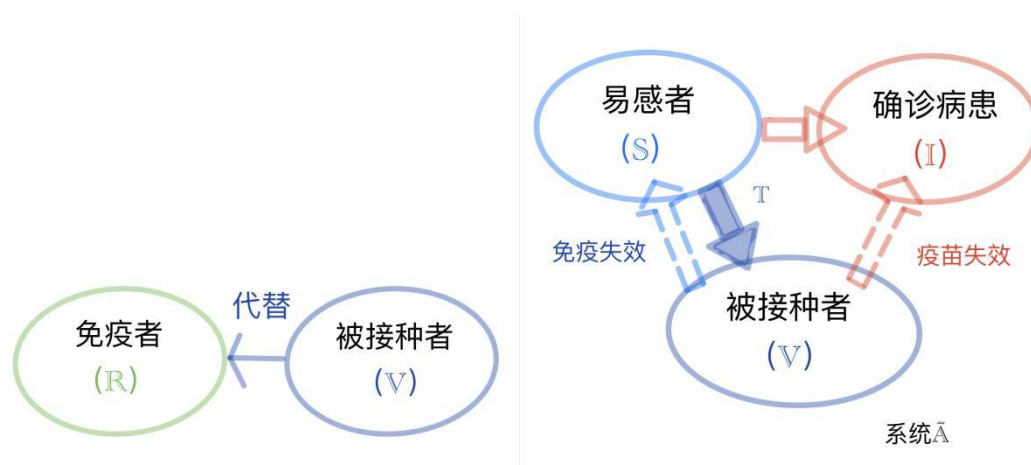 代替
免疫者
(ℝ)
被接种者
(𝕍)
易感者
(𝕊)
确诊病患
(𝕀)
𝕋
免疫失效
疫苗失效
被接种者
(𝕍)
系统Ã